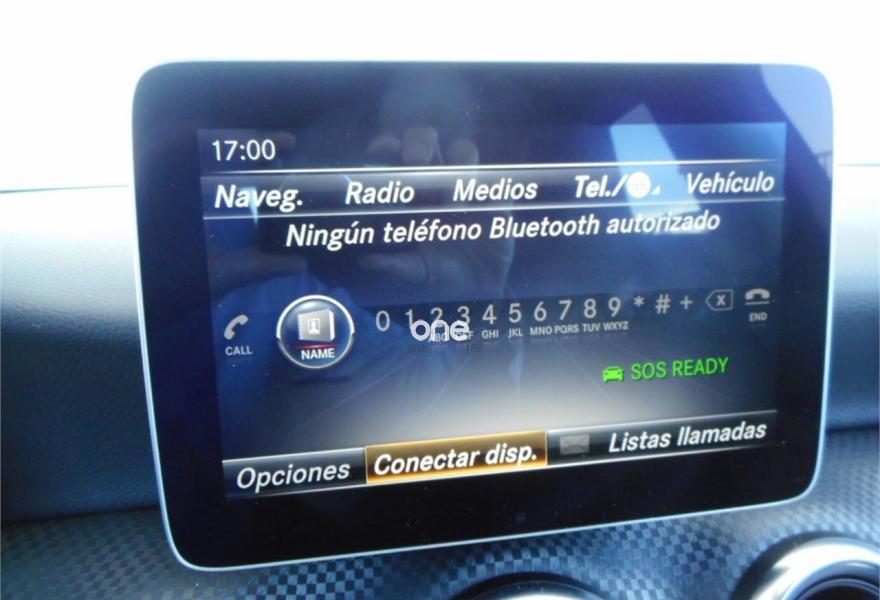 17:00
Naveg. Radio Medios Tel./ Vehículo
Ningún teléfono Bluetooth autorizado
0 1 2 3 4 5 6 7 8 9 * # +
CALL NAME GHI JKL MNO PQRS TUV WXYZ END
one
SOS READY
Opciones Conectar disp. Listas llamadas